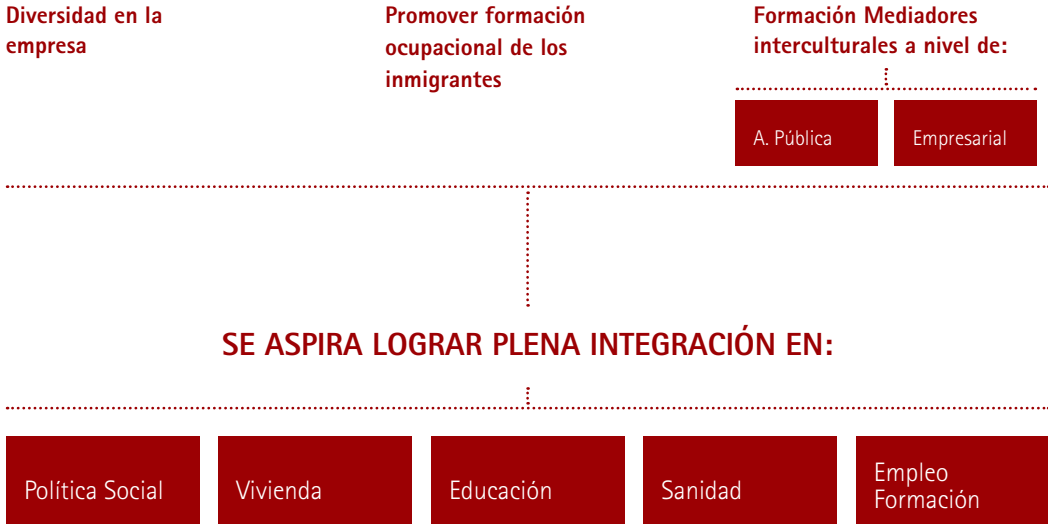 Diversidad en la
empresa
Promover formación
ocupacional de los
inmigrantes
Formación Mediadores
interculturales a nivel de:
A. Pública
Empresarial
SE ASPIRA LOGRAR PLENA INTEGRACIÓN EN:
Política Social
Vivienda
Educación
Sanidad
Empleo
Formación